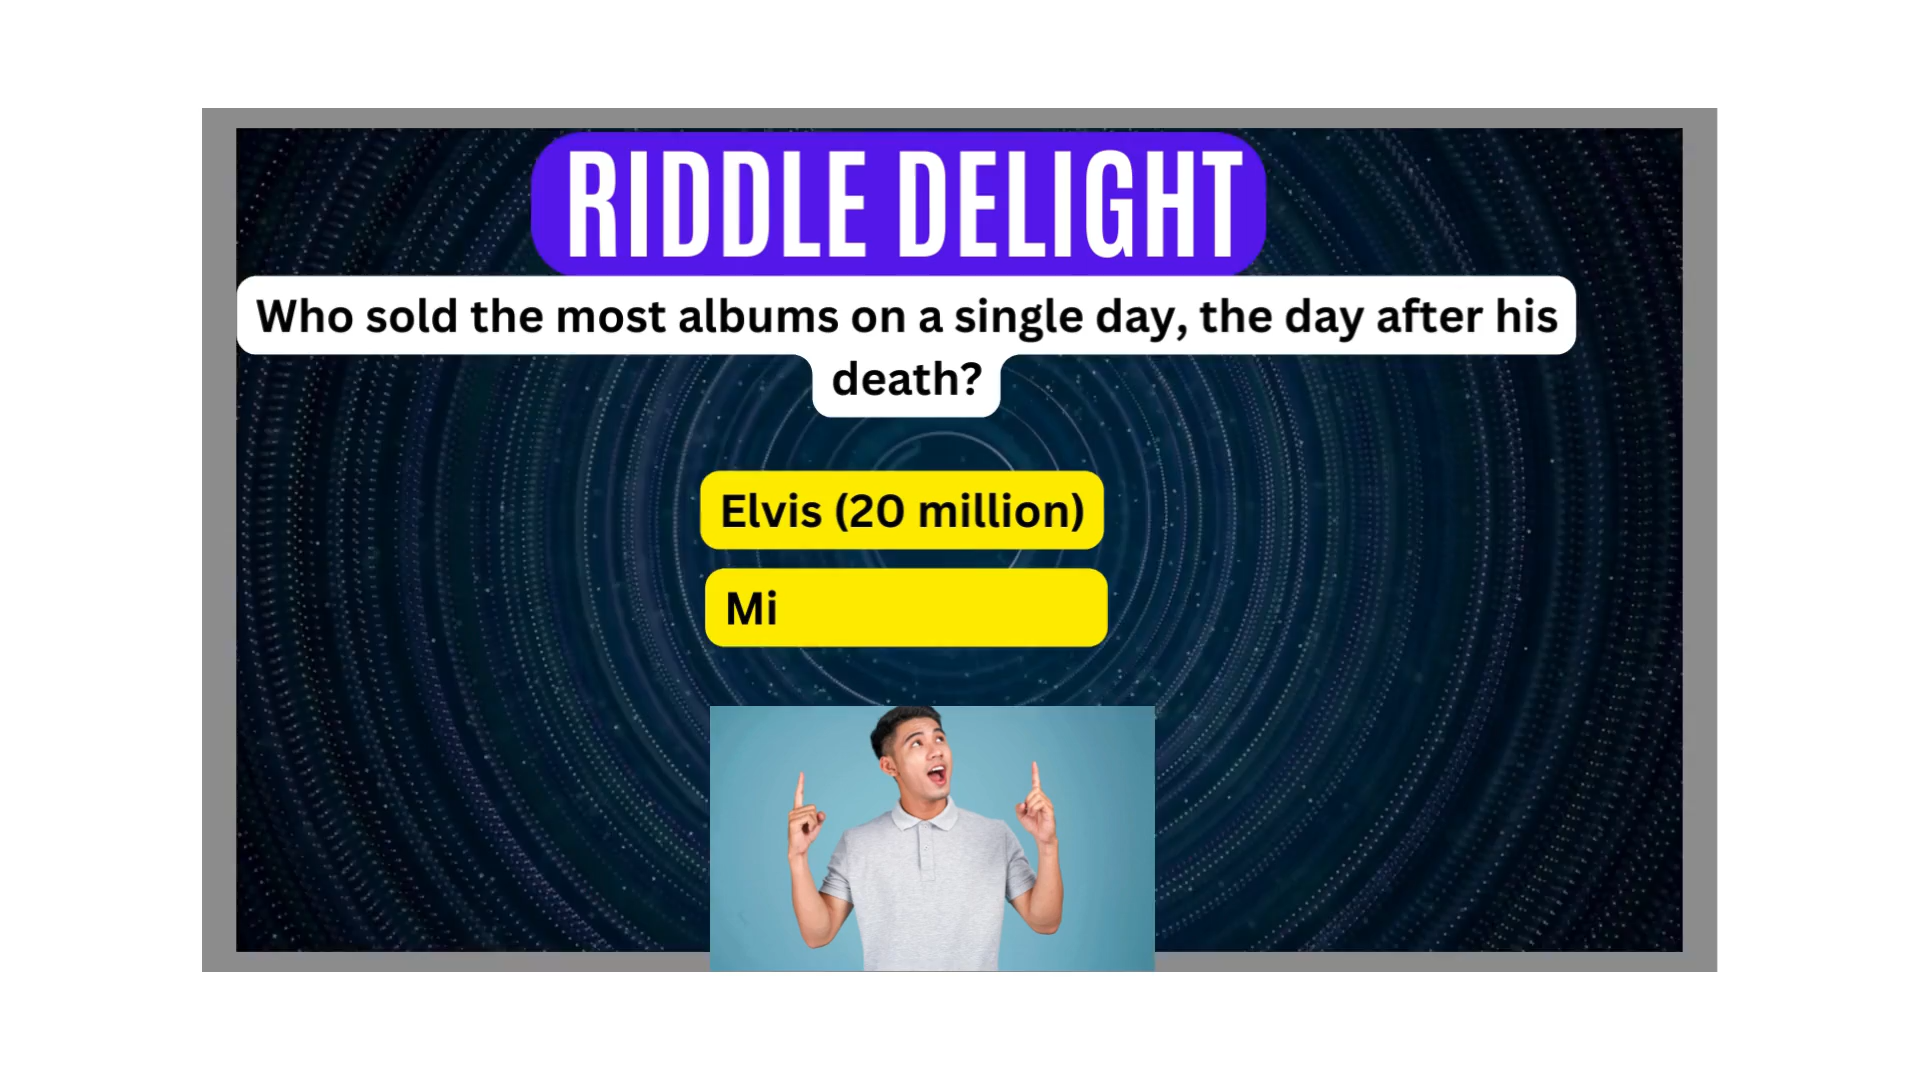 RIDDLE DELIGHT
Who sold the most albums on a single day, the day after his
death?
Elvis (20 million)
Mi